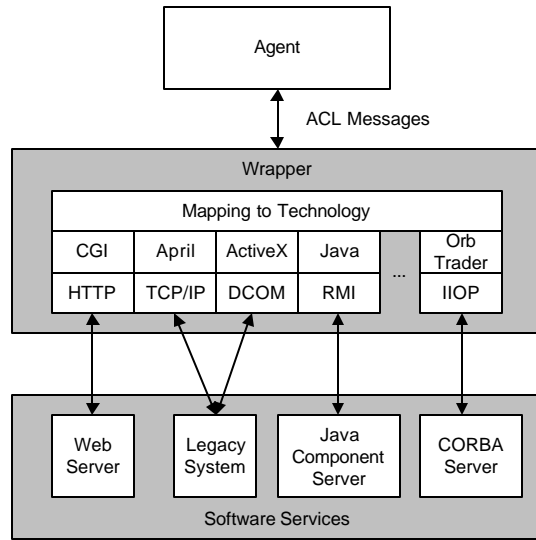 Agent
ACL Messages
Wrapper
Mapping to Technology
CGI April ActiveX Java Orb
Trader
HTTP TCP/IP DCOM RMI ... IIOP
Web
Server
Legacy
System
Java
Component
Server
CORBA
Server
Software Services